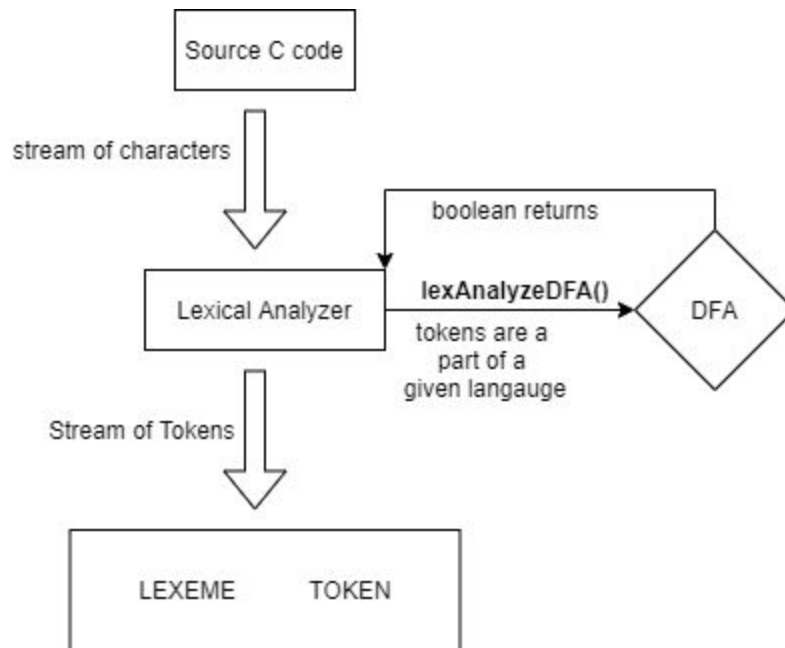 Source C code
stream of characters
boolean returns
Lexical Analyzer
lexAnalyzeDFA()
DFA
tokens are a
part of a
given langauge
Stream of Tokens
LEXEME TOKEN